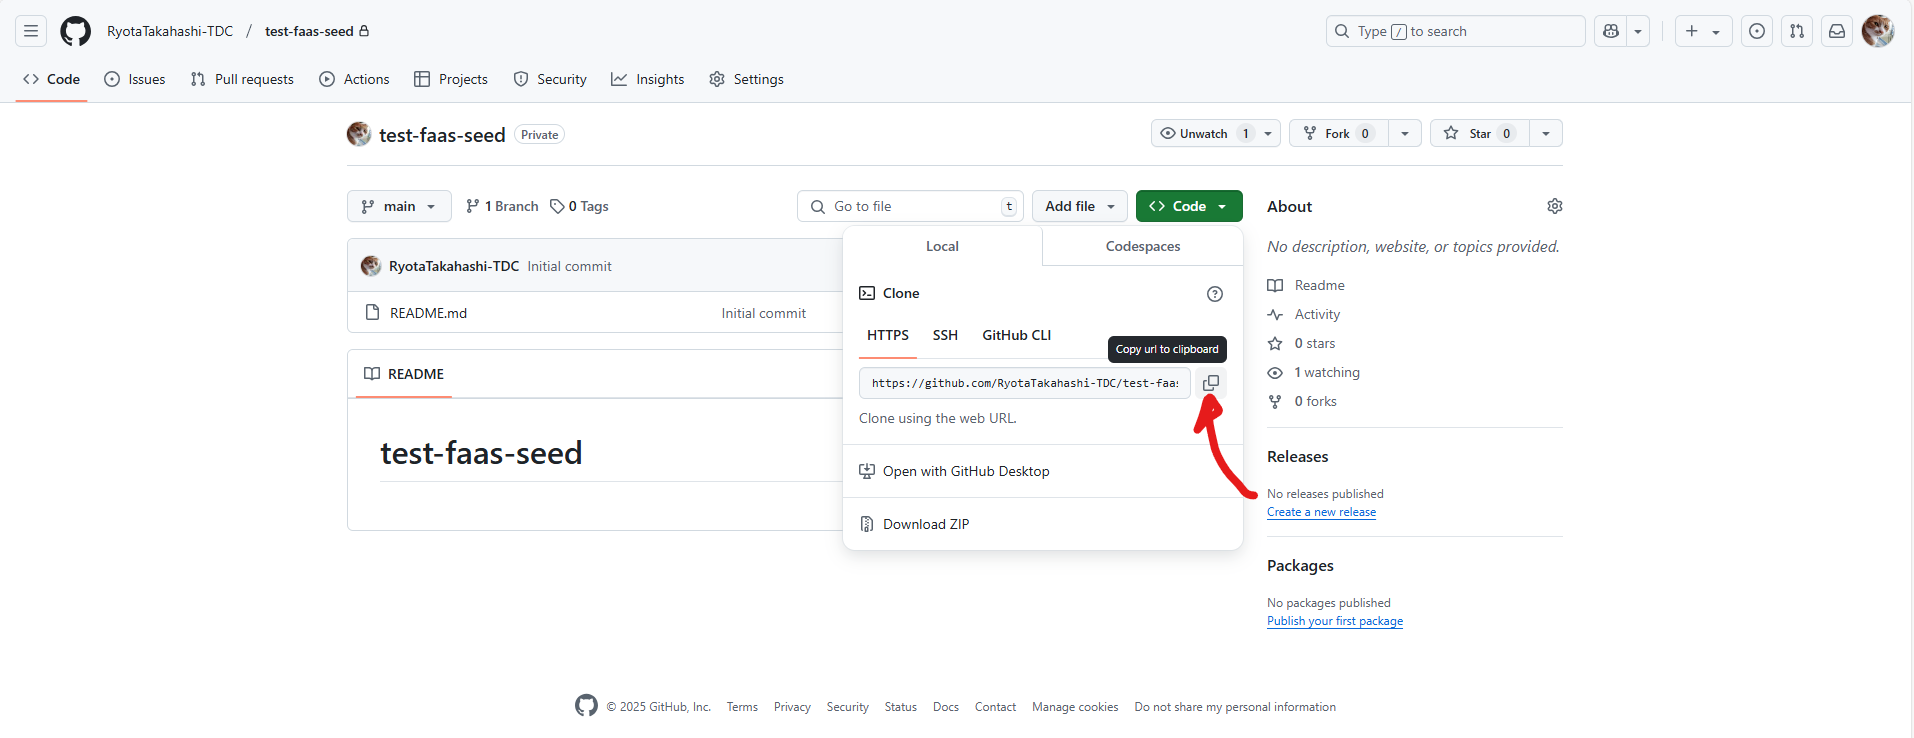 RyotaTakahashi-TDC / test-faas-seed
Type / to search
Code Issues Pull requests Actions Projects Security Insights Settings
test-faas-seed Private
Unwatch 1 Fork 0 Star 0
main 1 Branch 0 Tags
Go to file t
Add file
Code
RyotaTakahashi-TDC Initial commit
README.md Initial commit
README
test-faas-seed
Local Codespaces
Clone
HTTPS SSH GitHub CLI
Copy url to clipboard
https://github.com/RyotaTakahashi-TDC/test-faas
Clone using the web URL.
Open with GitHub Desktop
Download ZIP
About
No description, website, or topics provided.
Readme
Activity
0 stars
1 watching
0 forks
Releases
No releases published
Create a new release
Packages
No packages published
Publish your first package
© 2025 GitHub, Inc. Terms Privacy Security Status Docs Contact Manage cookies Do not share my personal information